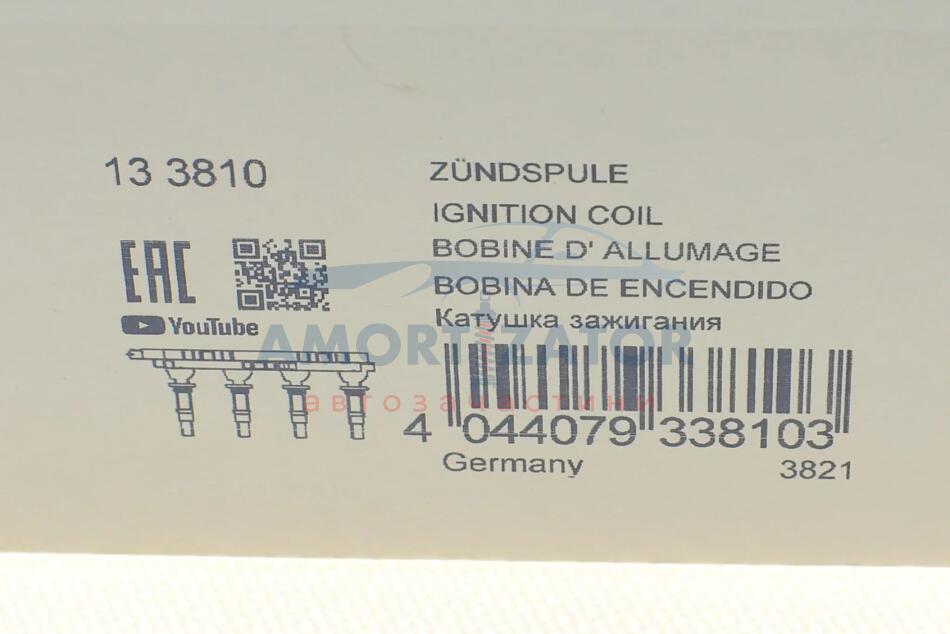 13 3810
ZÜNDSPULE
IGNITION COIL
BOBINE D' ALLUMAGE
BOBINA DE ENCENDIDO
Катушка зажигания
EAC
YouTube
AMORTIZATOR
автозапчастини
4 044079 338103
Germany
3821